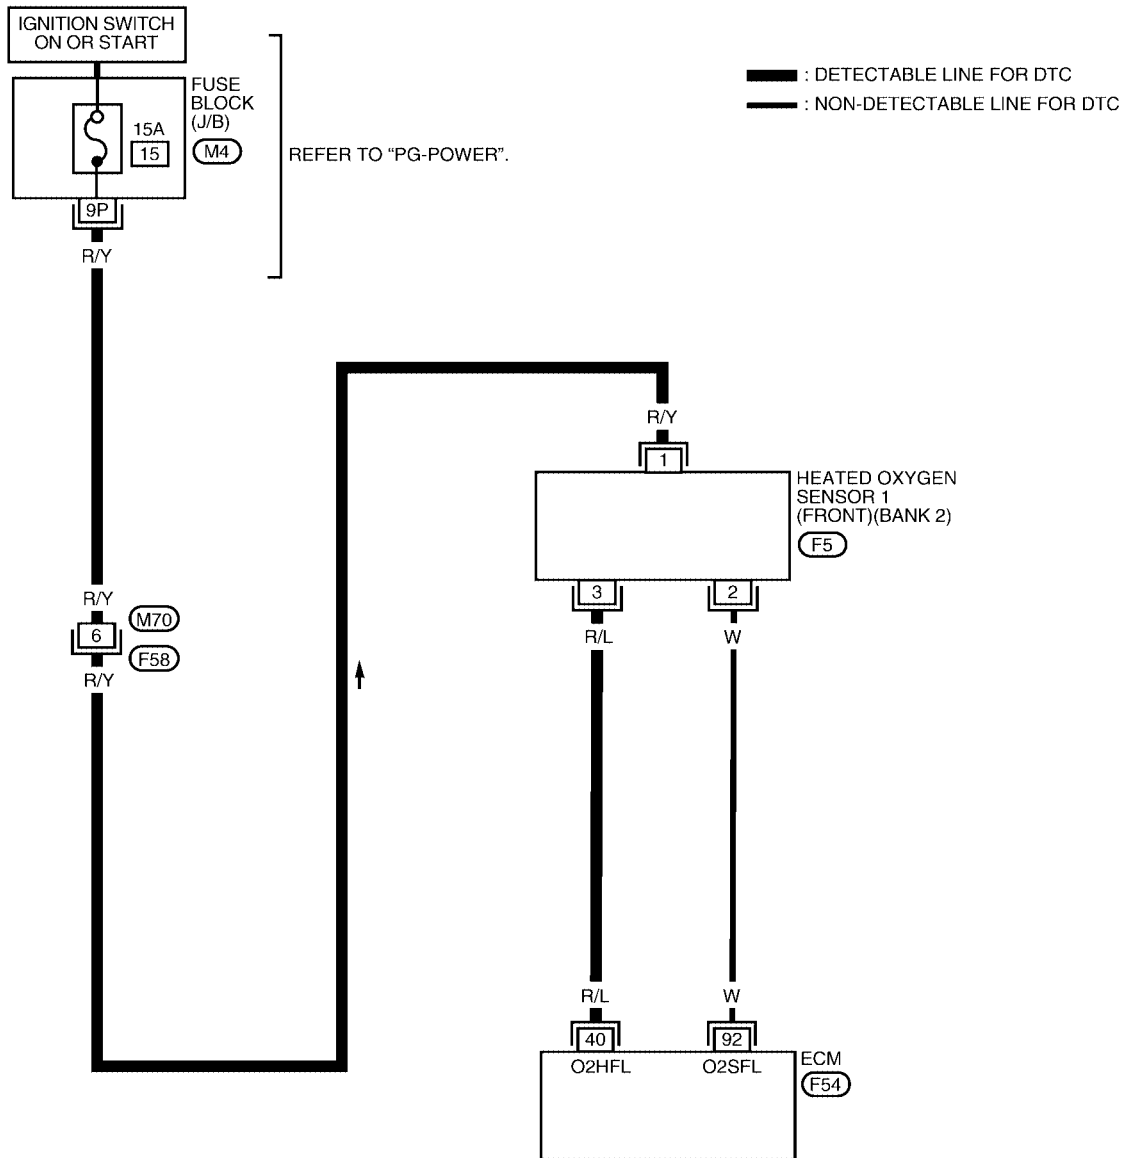 IGNITION SWITCH
ON OR START
FUSE
BLOCK
(J/B)
M4
15A
15
9P
R/Y
REFER TO “PG-POWER”.
: DETECTABLE LINE FOR DTC
: NON-DETECTABLE LINE FOR DTC
R/Y
6
M70
F58
R/Y
R/Y
1
HEATED OXYGEN
SENSOR 1
(FRONT)(BANK 2)
F5
3
2
R/L
W
R/L
W
40
92
O2HFL
O2SFL
ECM
F54